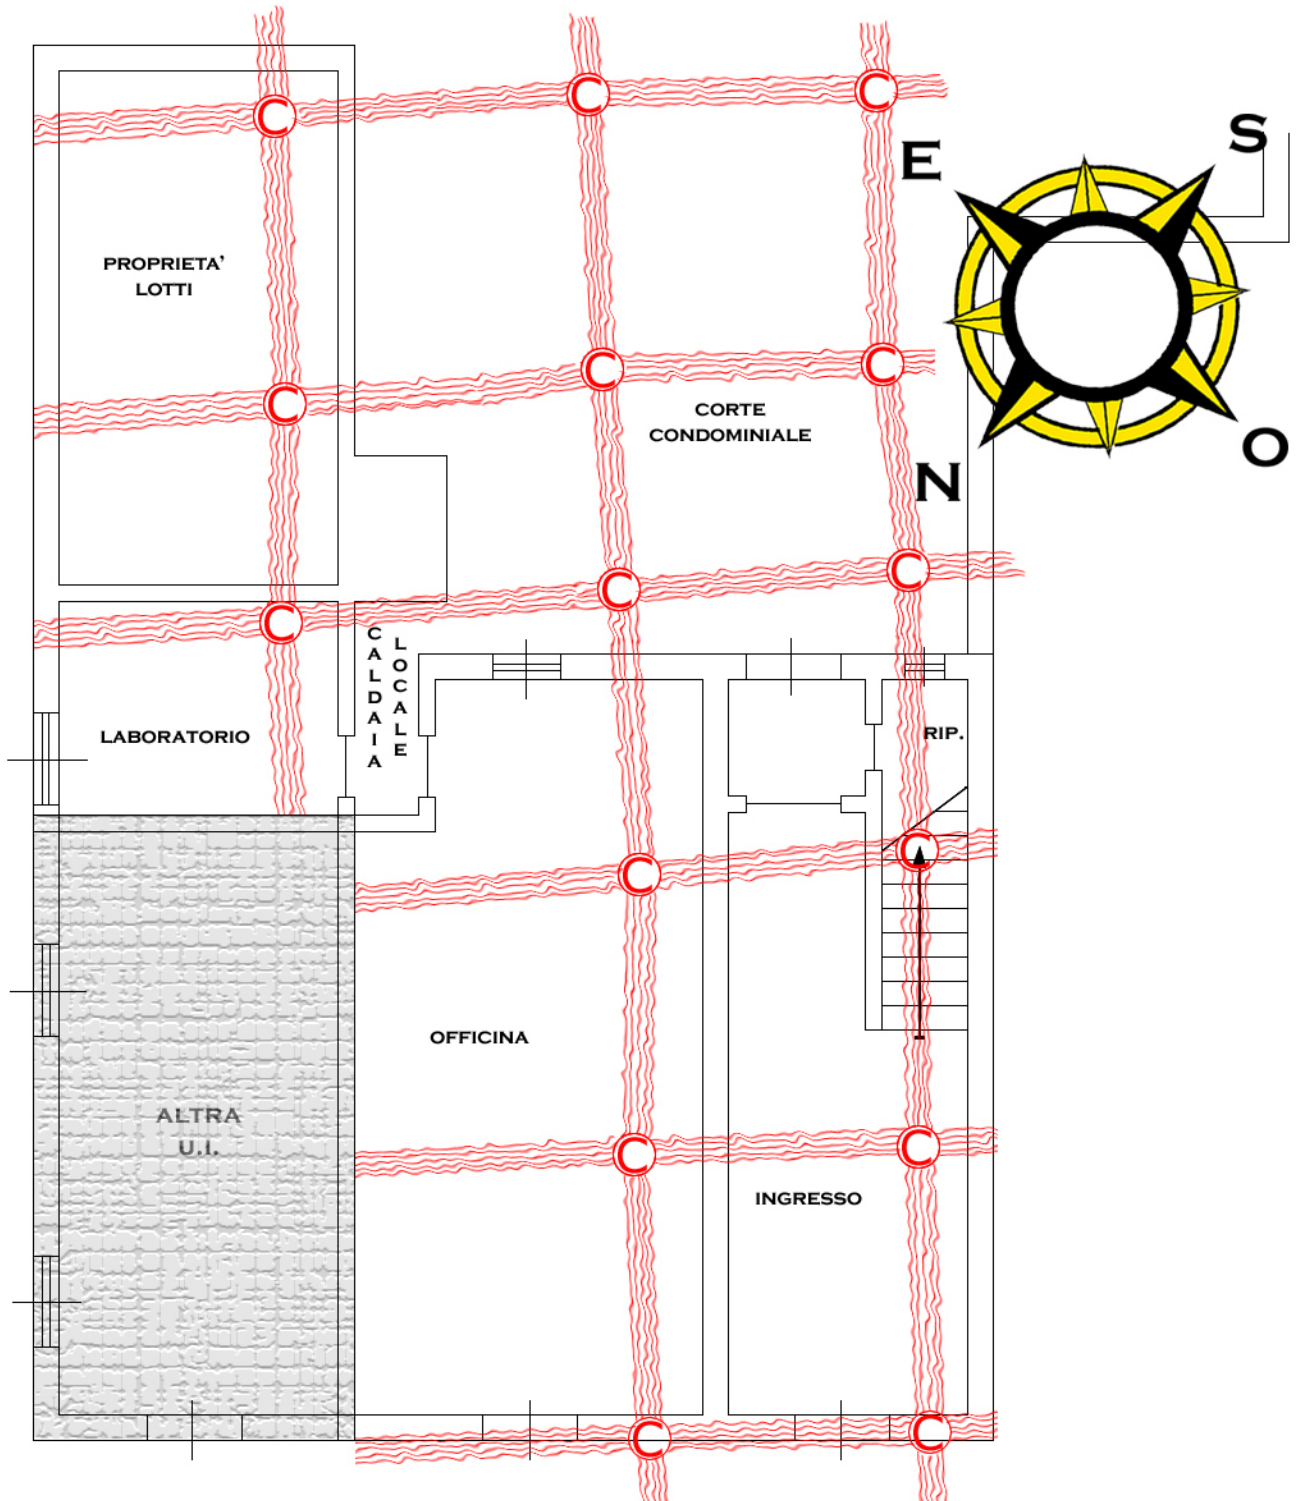 C
C
C
S
E
PROPRIETA'
LOTTI
C
C
C
CORTE
CONDOMINIALE
O
N
C
C
C
CALDAIA
LOCALE
LABORATORIO
RIP.
C
C
OFFICINA
ALTRA
U.I.
C
C
INGRESSO
C
C